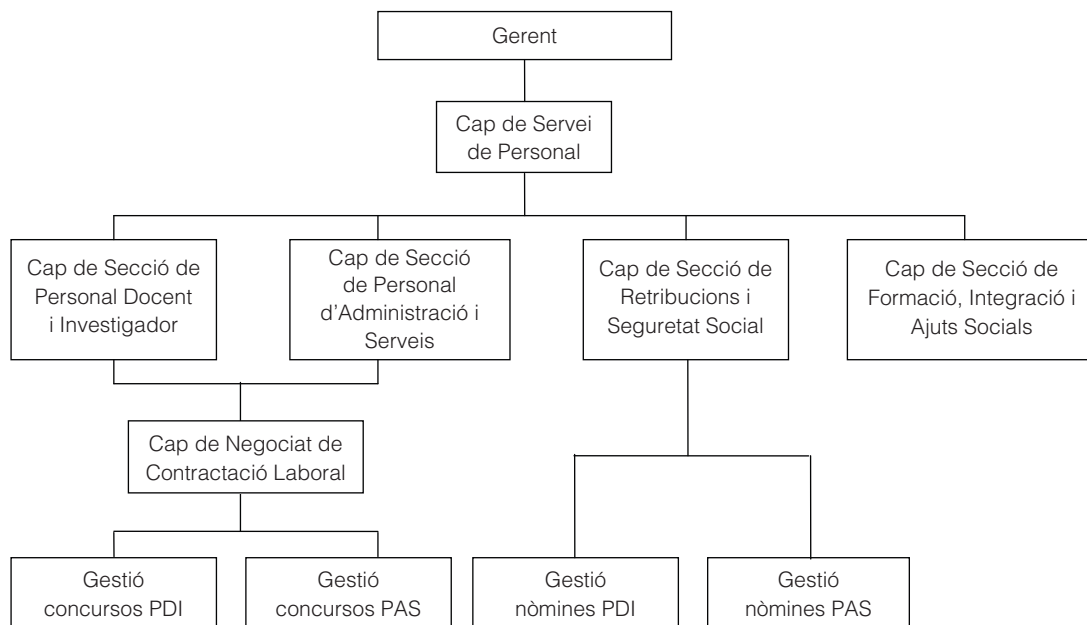 Gerent
Cap de Servei
de Personal
Cap de Secció de
Personal Docent
i Investigador
Cap de Secció
de Personal
d'Administració i
Serveis
Cap de Secció de
Retribucions i
Seguretat Social
Cap de Secció de
Formació, Integració i
Ajuts Socials
Cap de Negociat de
Contractació Laboral
Gestió
concursos PDI
Gestió
concursos PAS
Gestió
nòmines PDI
Gestió
nòmines PAS